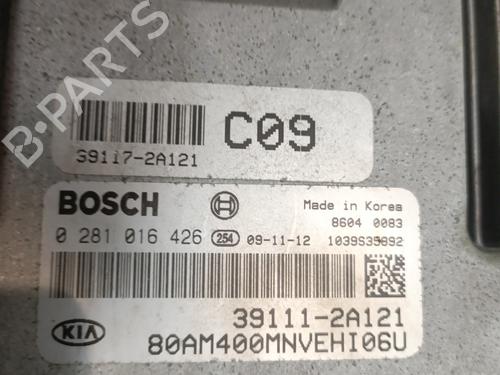 C09
39117-2A121
BOSCH
Made in Korea
8604 0083
0 281 016 426 254 09-11-12 1039S35892
39111-2A121
KIA
80AM400MNVEHI06U
B-PARTS